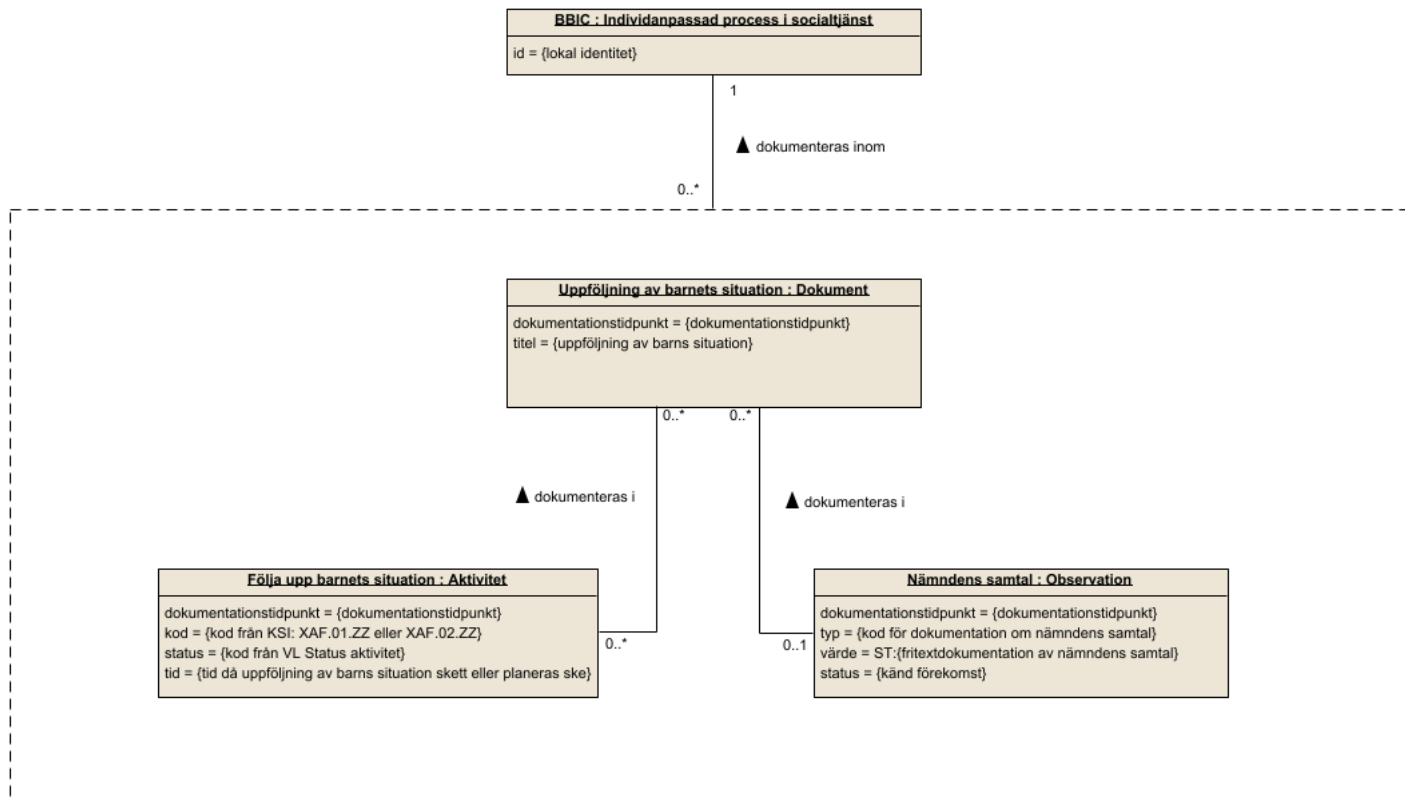 BBIC : Individanpassad process i socialtjänst
id = {lokal identitet}
1
dokumenteras inom
0..*
Uppföljning av barnets situation : Dokument
dokumentationstidpunkt = {dokumentationstidpunkt}
titel = {uppföljning av barns situation}
0..*
0..*
dokumenteras i
dokumenteras i
Följa upp barnets situation : Aktivitet
dokumentationstidpunkt = {dokumentationstidpunkt}
kod = {kod från KSI: XAF.01.ZZ eller XAF.02.ZZ}
status = {kod från VL Status aktivitet}
tid = {tid då uppföljning av barns situation skett eller planeras ske}
0..*
0..1
Nämndens samtal : Observation
dokumentationstidpunkt = {dokumentationstidpunkt}
typ = {kod för dokumentation om nämndens samtal}
värde = ST:{fritextdokumentation av nämndens samtal}
status = {känd förekomst}